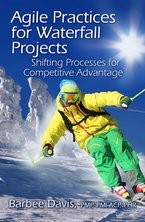 Agile Practices
for Waterfall
Projects
Shifting Processes for
Competitive Advantage
Barbee Davis, PMP, PMI-ACP, PHR